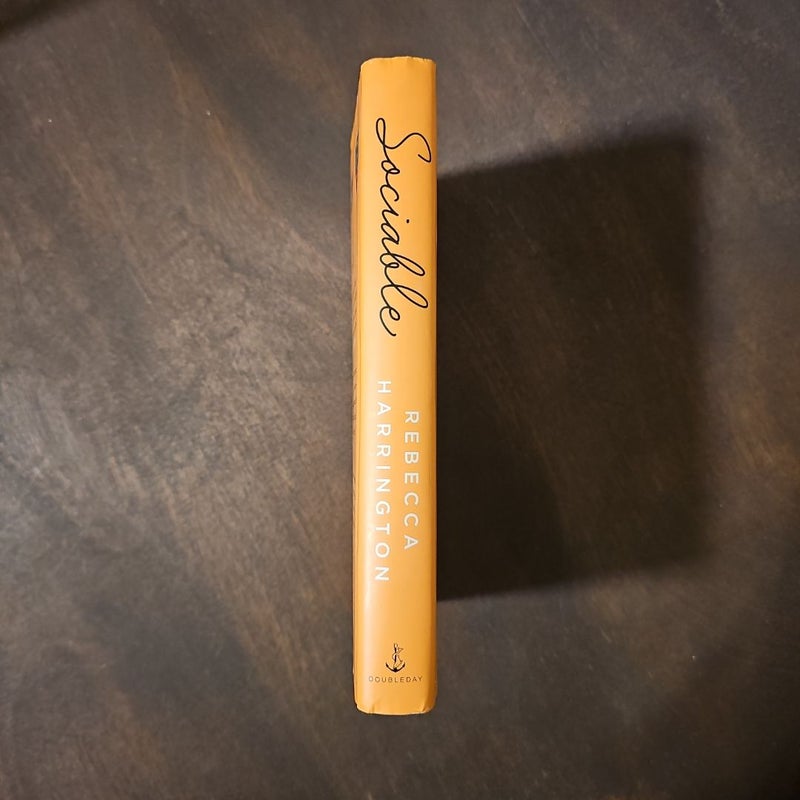 Sociable
REBECCA
HARRINGTON
DOUBLEDAY